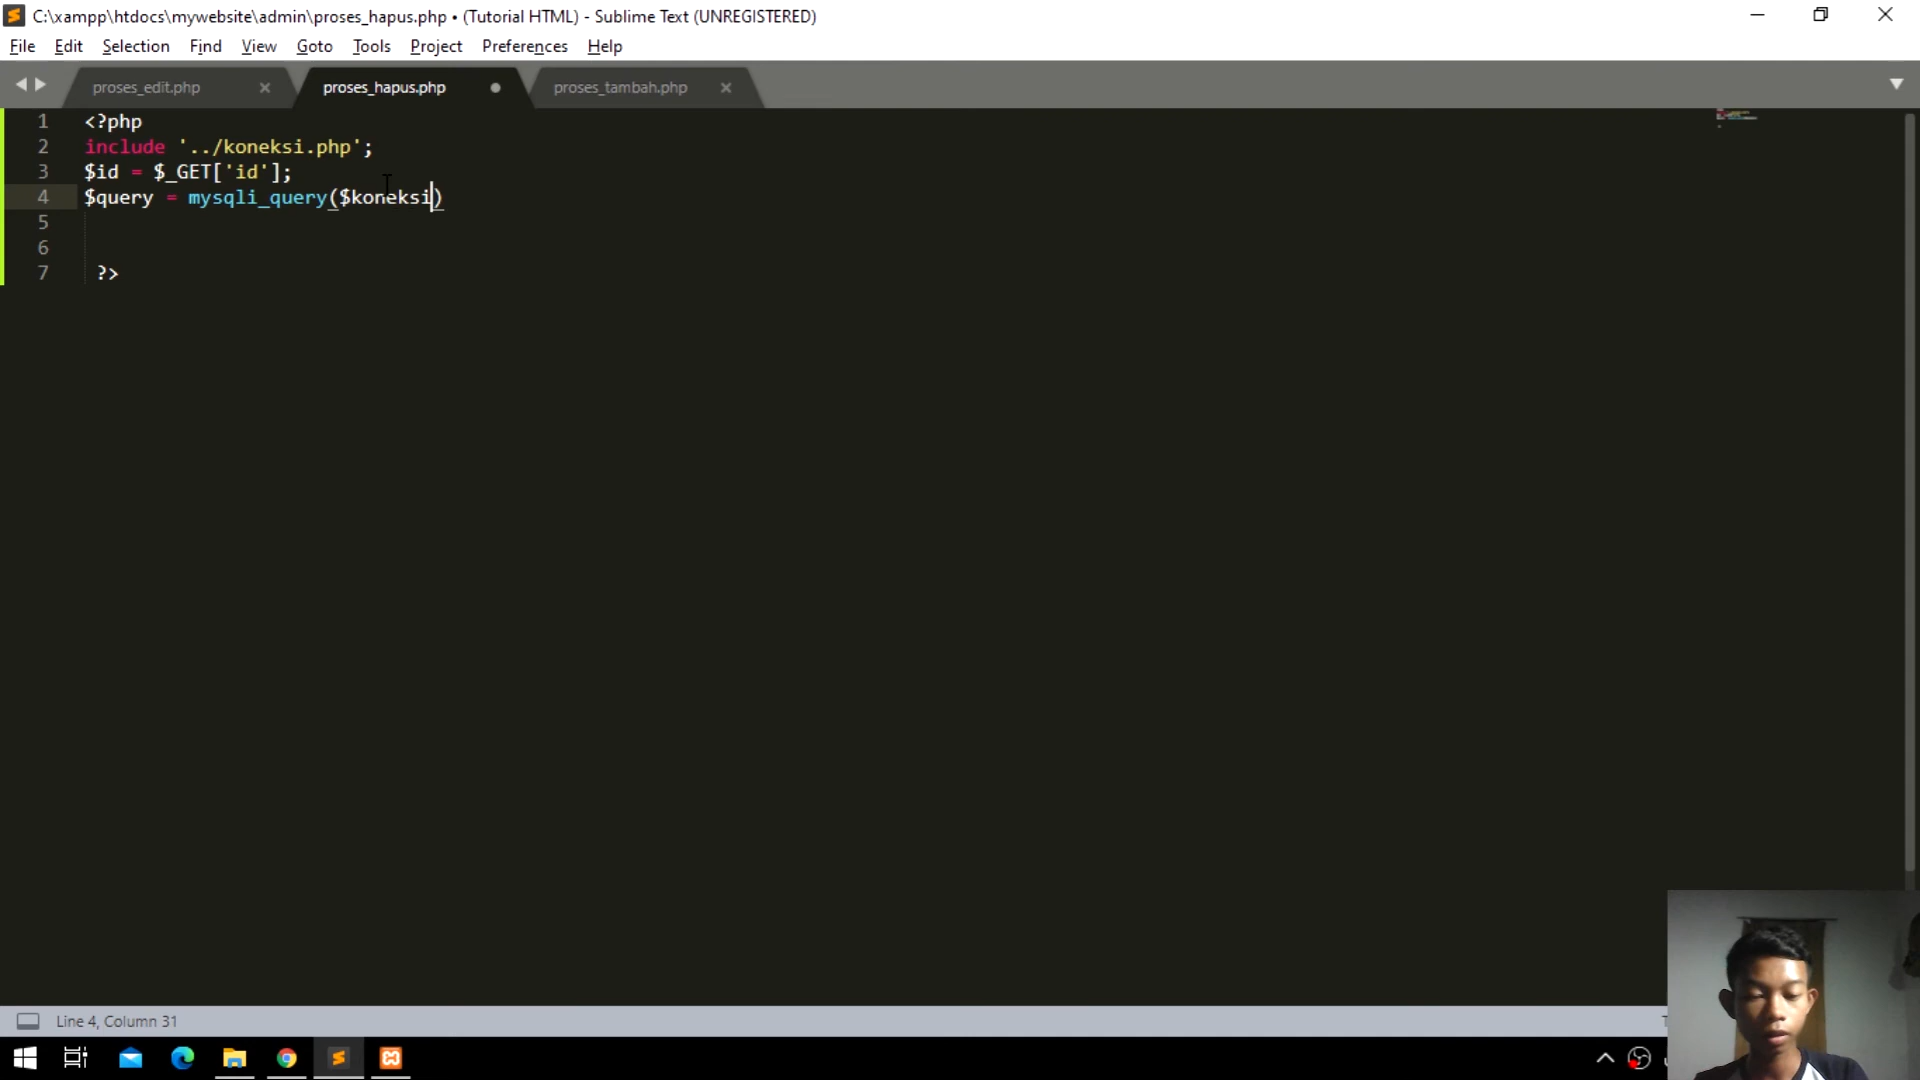 C:\xampp\htdocs\mywebsite\admin\proses_hapus.php • (Tutorial HTML) - Sublime Text (UNREGISTERED)
File Edit Selection Find View Goto Tools Project Preferences Help
proses_edit.php proses_hapus.php proses_tambah.php
1 <?php
2 include '../koneksi.php';
3 $id = $_GET['id'];
4 $query = mysqli_query($koneksi)
5
6
7 ?>
Line 4, Column 31